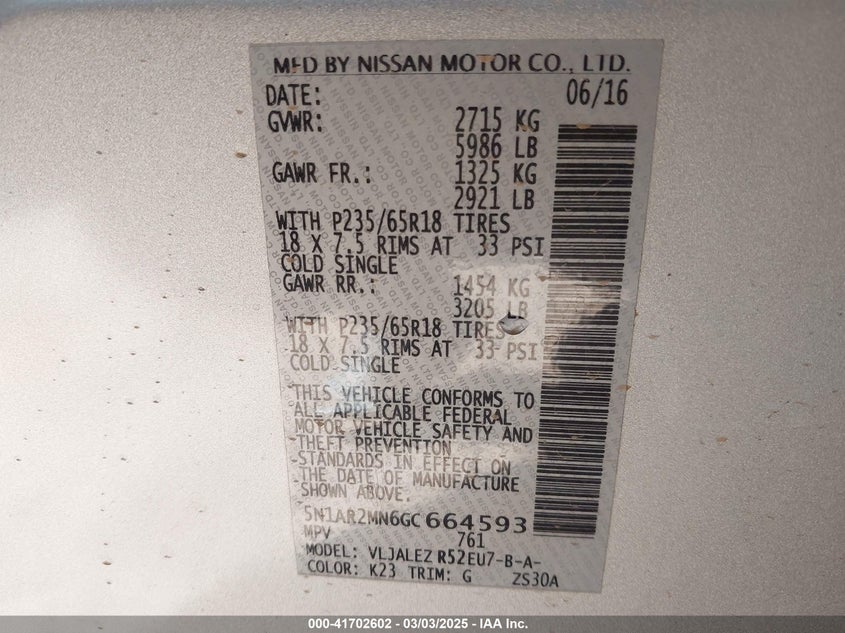 MFD BY NISSAN MOTOR CO., LTD.
DATE: 06/16
GVWR: 2715 KG
5986 LB
GAWR FR.: 1325 KG
2921 LB
WITH P235/65R18 TIRES
18 X 7.5 RIMS AT 33 PSI
COLD SINGLE
GAWR RR.: 1454 KG
3205 LB
WITH P235/65R18 TIRES
18 X 7.5 RIMS AT 33 PSI
COLD SINGLE
THIS VEHICLE CONFORMS TO
ALL APPLICABLE FEDERAL
MOTOR VEHICLE SAFETY AND
THEFT PREVENTION
STANDARDS IN EFFECT ON
THE DATE OF MANUFACTURE
SHOWN ABOVE.
5N1AR2MN6GC664593
MPV 761
MODEL: VLJALEZ R52EU7-B-A-
COLOR: K23 TRIM: G ZS30A
000-41702602 - 03/03/2025 - IAA Inc.